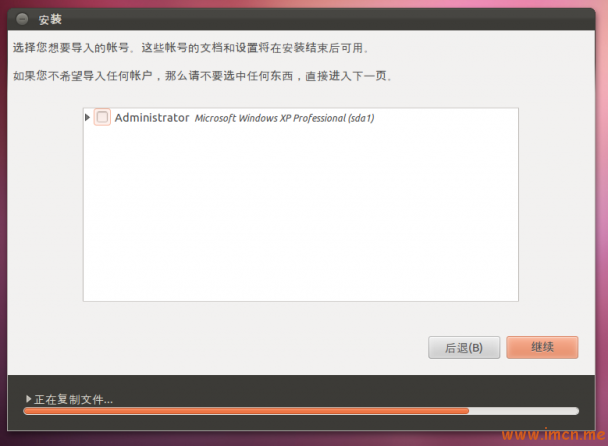 安装
选择您想要导入的帐号。这些帐号的文档和设置将在安装结束后可用。
如果您不希望导入任何帐户，那么请不要选中任何东西，直接进入下一页。
Administrator Microsoft Windows XP Professional (sda1)
后退(B) 继续
正在复制文件...
www.imcn.me